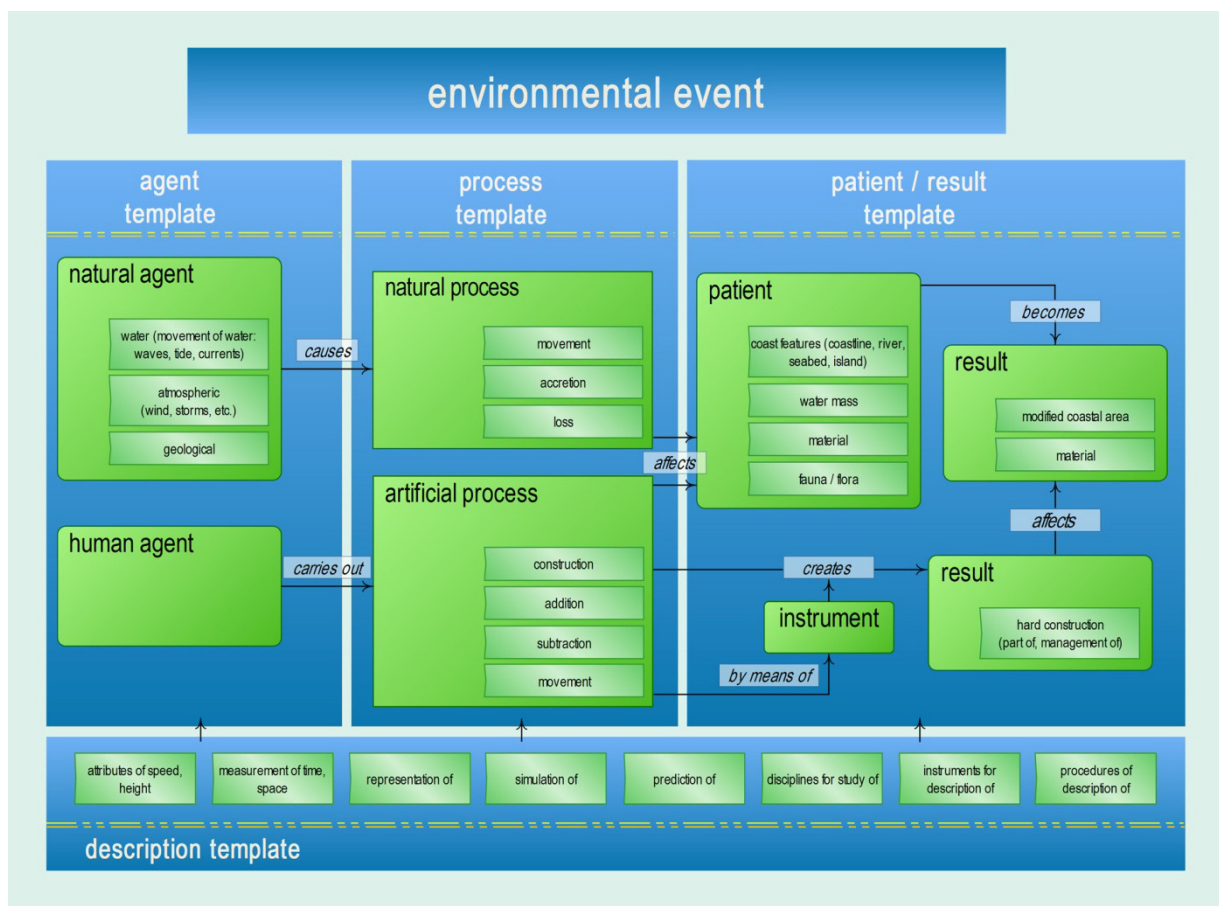 environmental event
agent
template
natural agent
water (movement of water:
waves, tide, currents)
atmospheric
(wind, storms, etc.)
geological
human agent
causes
carries out
process
template
natural process
movement
accretion
loss
artificial process
construction
addition
subtraction
movement
affects
patient / result
template
patient
coast features (coastline, river,
seabed, island)
water mass
material
fauna / flora
becomes
result
modified coastal area
material
affects
creates
instrument
by means of
result
hard construction
(part of, management of)
attributes of speed,
height
measurement of time,
space
representation of
simulation of
prediction of
disciplines for study of
instruments for
description of
procedures of
description of
description template